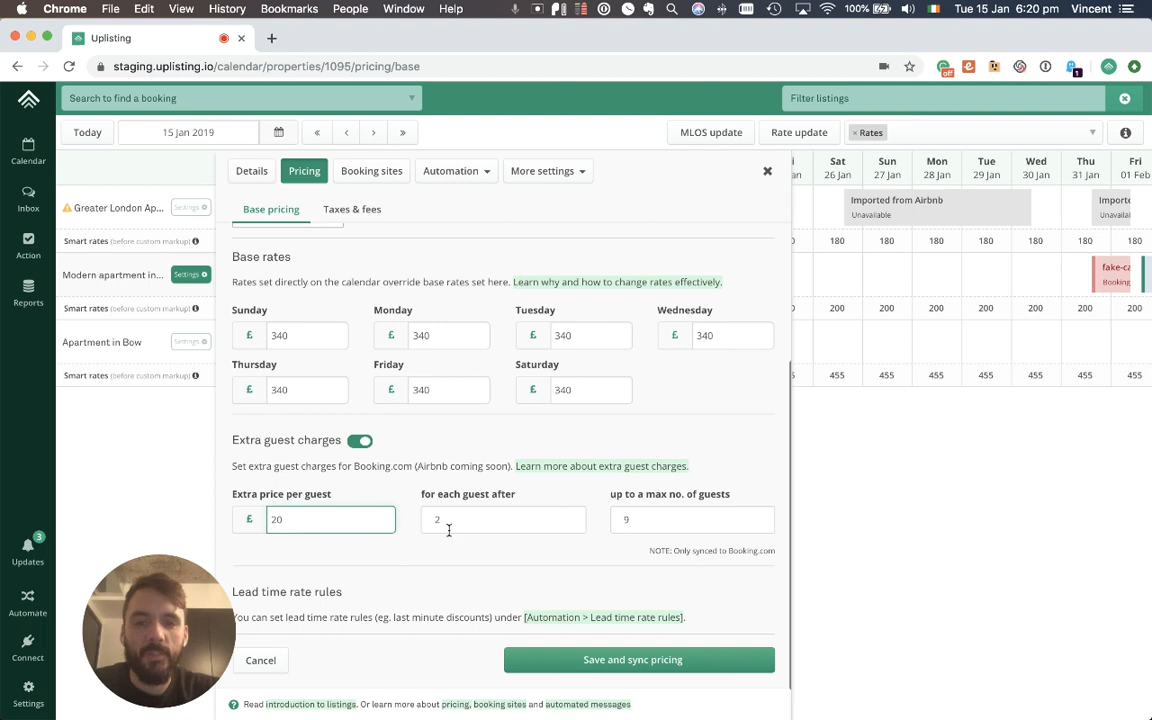 Chrome File Edit View History Bookmarks People Window Help 100% Tue 15 Jan 6:20 pm Vincent
Uplisting
staging.uplisting.io/calendar/properties/1095/pricing/base
off 1
Search to find a booking
Filter listings
Today 15 Jan 2019 « ‹ › » MLOS update Rate update × Rates
Calendar
Inbox
Action
Reports
3
Updates
Automate
Connect
Settings
Greater London Ap... Settings
Smart rates (before custom markup)
Modern apartment in... Settings
Smart rates (before custom markup)
Apartment in Bow Settings
Smart rates (before custom markup)
Details Pricing Booking sites Automation More settings
Base pricing Taxes & fees
Base rates
Rates set directly on the calendar override base rates set here. Learn why and how to change rates effectively.
Sunday Monday Tuesday Wednesday
£ 340 £ 340 £ 340 £ 340
Thursday Friday Saturday
£ 340 £ 340 £ 340
Extra guest charges
Set extra guest charges for Booking.com (Airbnb coming soon). Learn more about extra guest charges.
Extra price per guest for each guest after up to a max no. of guests
£ 20 2 9
NOTE: Only synced to Booking.com
Lead time rate rules
You can set lead time rate rules (eg. last minute discounts) under [Automation > Lead time rate rules].
Cancel Save and sync pricing
? Read introduction to listings. Or learn more about pricing, booking sites and automated messages
Sat Sun Mon Tue Wed Thu Fri
26 Jan 27 Jan 28 Jan 29 Jan 30 Jan 31 Jan 01 Feb
Imported from Airbnb
Unavailable
Importe
Unavailal
180 180 180 180 180 180 180
fake-ca
Booking
200 200 200 200 200 200 200
455 455 455 455 455 455 455